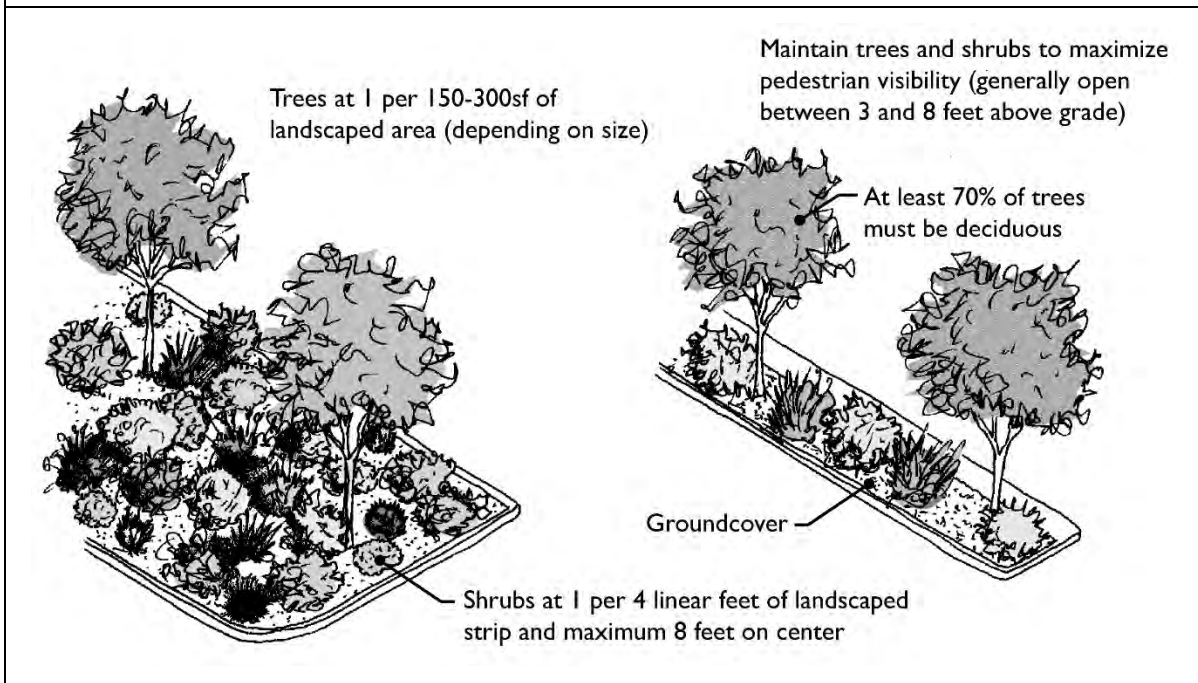 Trees at 1 per 150-300sf of
landscaped area (depending on size)
Maintain trees and shrubs to maximize
pedestrian visibility (generally open
between 3 and 8 feet above grade)
At least 70% of trees
must be deciduous
Groundcover
Shrubs at 1 per 4 linear feet of landscaped
strip and maximum 8 feet on center